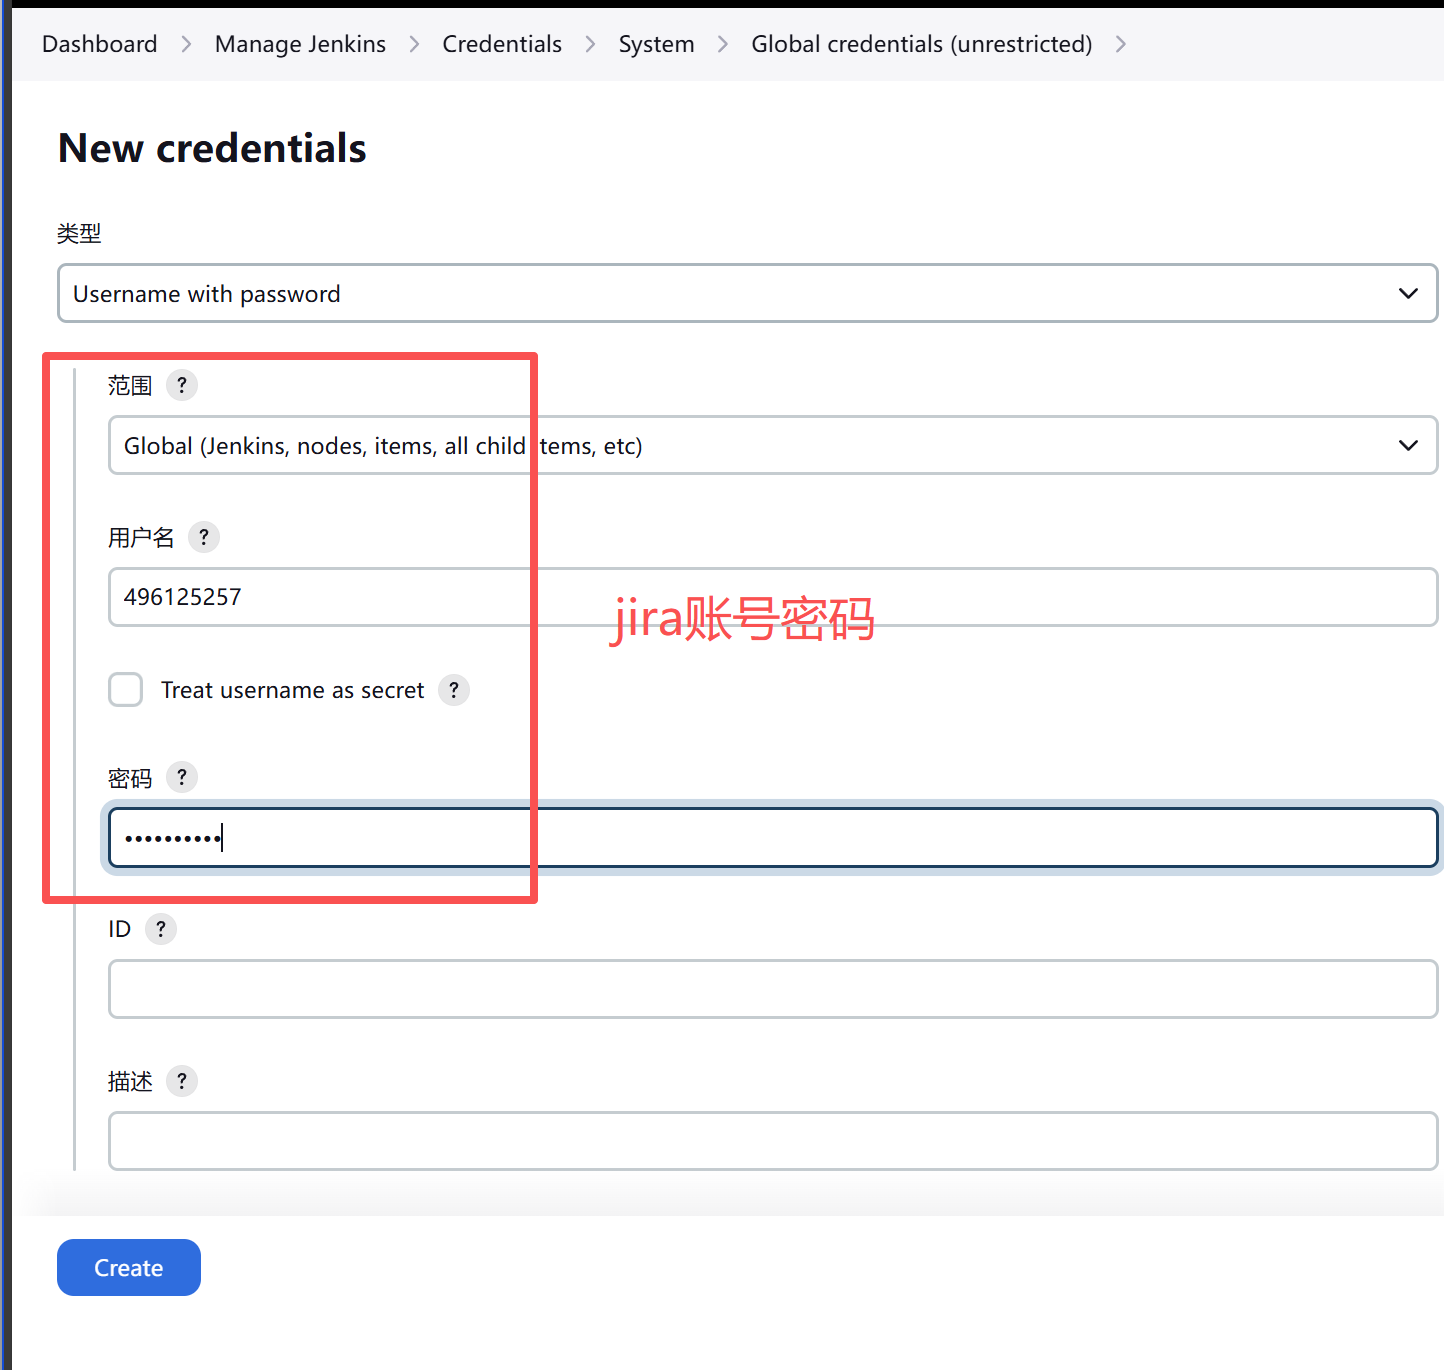 Dashboard > Manage Jenkins > Credentials > System > Global credentials (unrestricted) >
New credentials
类型
Username with password
范围 ?
Global (Jenkins, nodes, items, all child items, etc)
用户名 ?
496125257
jira账号密码
Treat username as secret ?
密码 ?
••••••••••
ID ?
描述 ?
Create